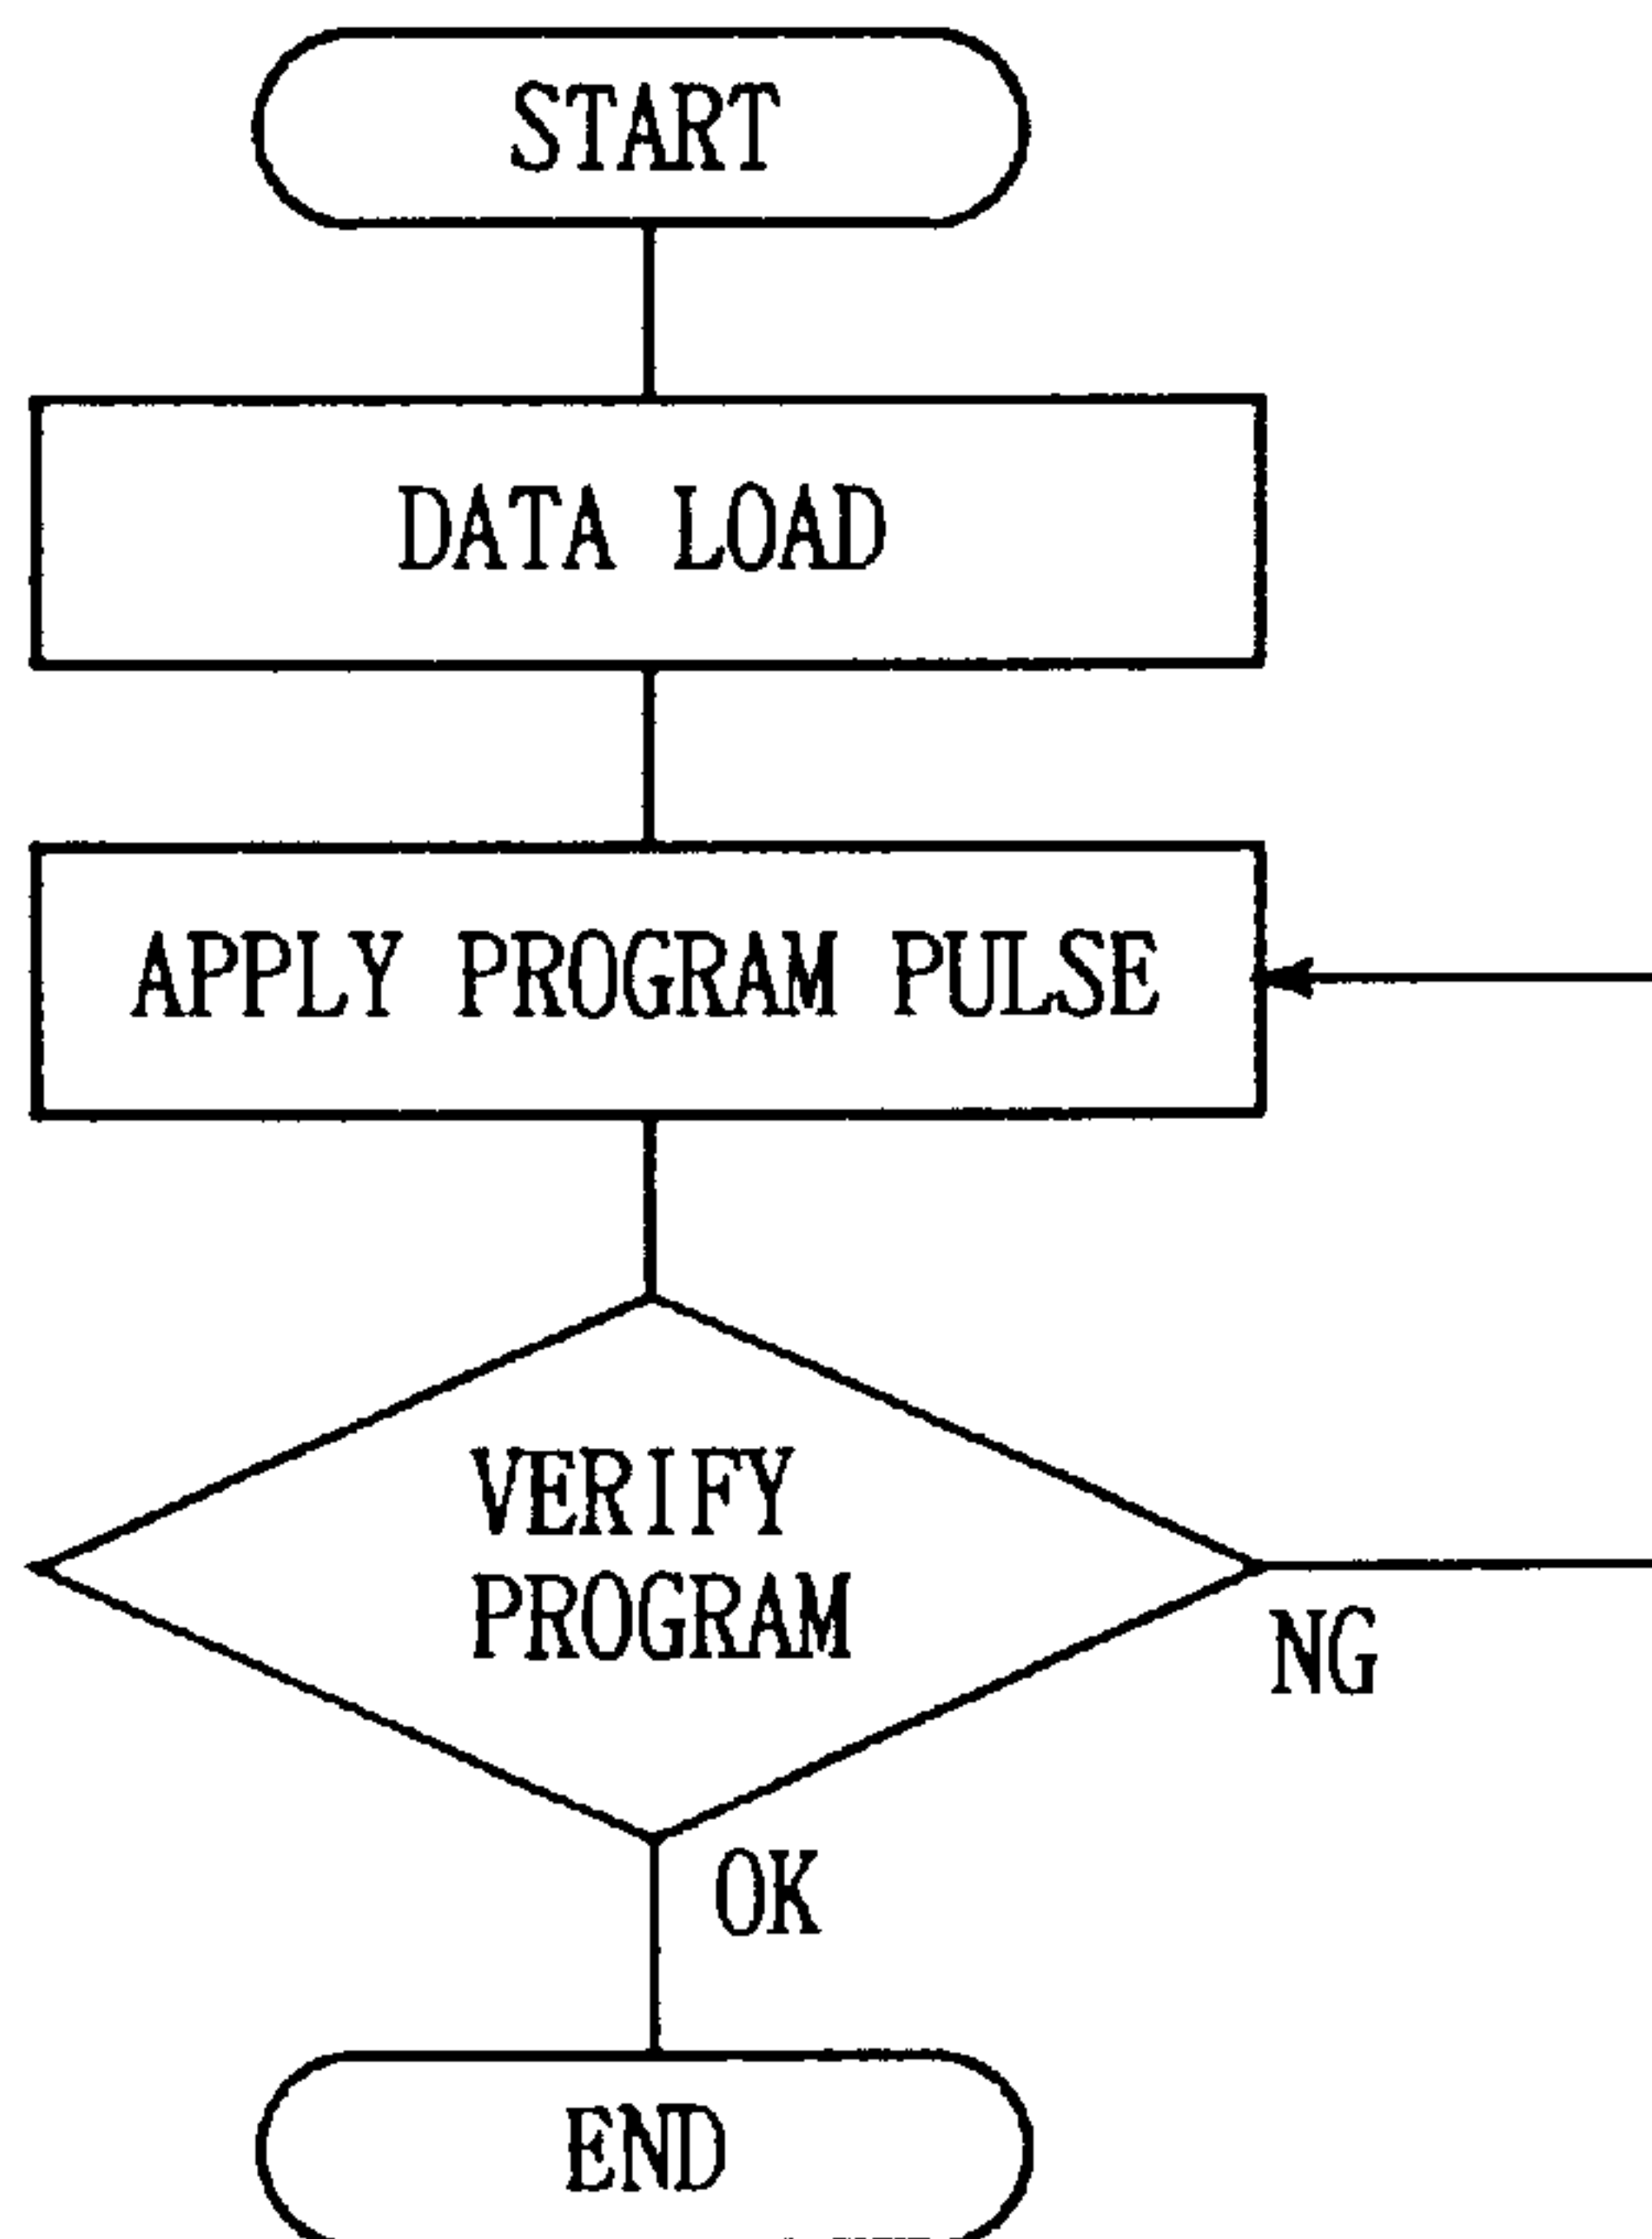 START
DATA LOAD
APPLY PROGRAM PULSE
VERIFY
PROGRAM
NG
OK
END